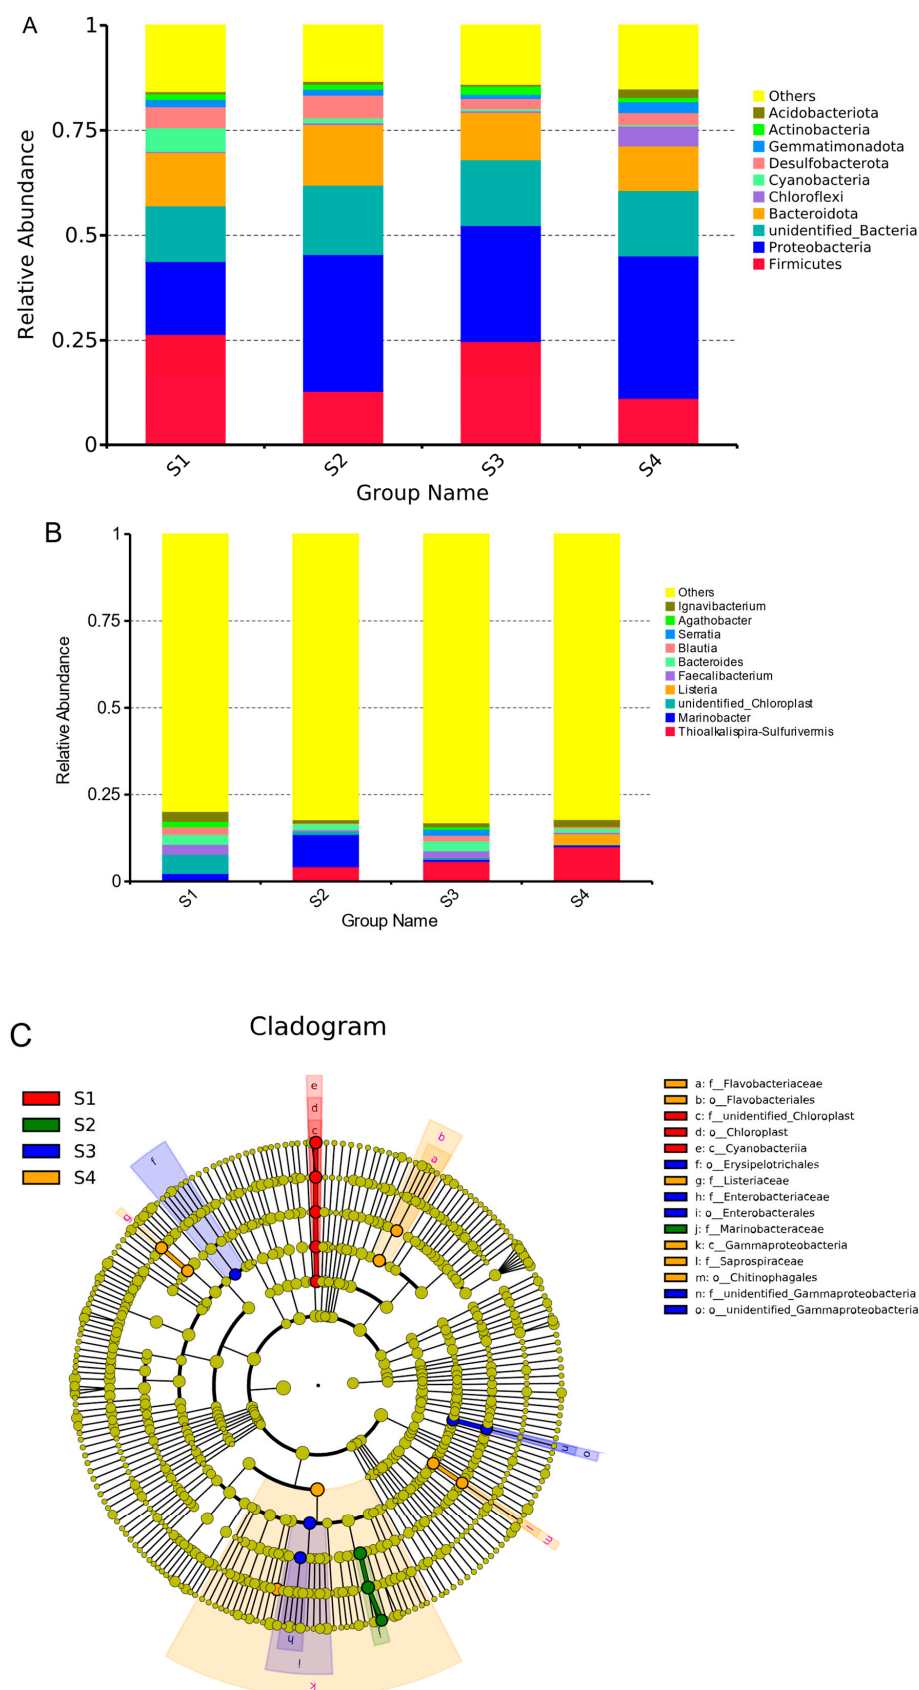 A
1
0.75
0.5
0.25
0
Relative Abundance
S1
S2
S3
S4
Group Name
Others
Acidobacteriota
Actinobacteria
Gemmatimonadota
Desulfobacterota
Cyanobacteria
Chloroflexi
Bacteroidota
unidentified_Bacteria
Proteobacteria
Firmicutes
B
1
0.75
0.5
0.25
0
Relative Abundance
S1
S2
S3
S4
Group Name
Others
Ignavibacterium
Agathobacter
Serratia
Blautia
Bacteroides
Faecalibacterium
Listeria
unidentified_Chloroplast
Marinobacter
Thioalkalispira-Sulfurivermis
C
Cladogram
S1
S2
S3
S4
e
d
c
b
a
f
g
o
n
m
l
j
h
i
k
a: f__Flavobacteriaceae
b: o__Flavobacteriales
c: f__unidentified_Chloroplast
d: o__Chloroplast
e: c__Cyanobacteriia
f: o__Erysipelotrichales
g: f__Listeriaceae
h: f__Enterobacteriaceae
i: o__Enterobacterales
j: f__Marinobacteraceae
k: c__Gammaproteobacteria
l: f__Saprospiraceae
m: o__Chitinophagales
n: f__unidentified_Gammaproteobacteria
o: o__unidentified_Gammaproteobacteria